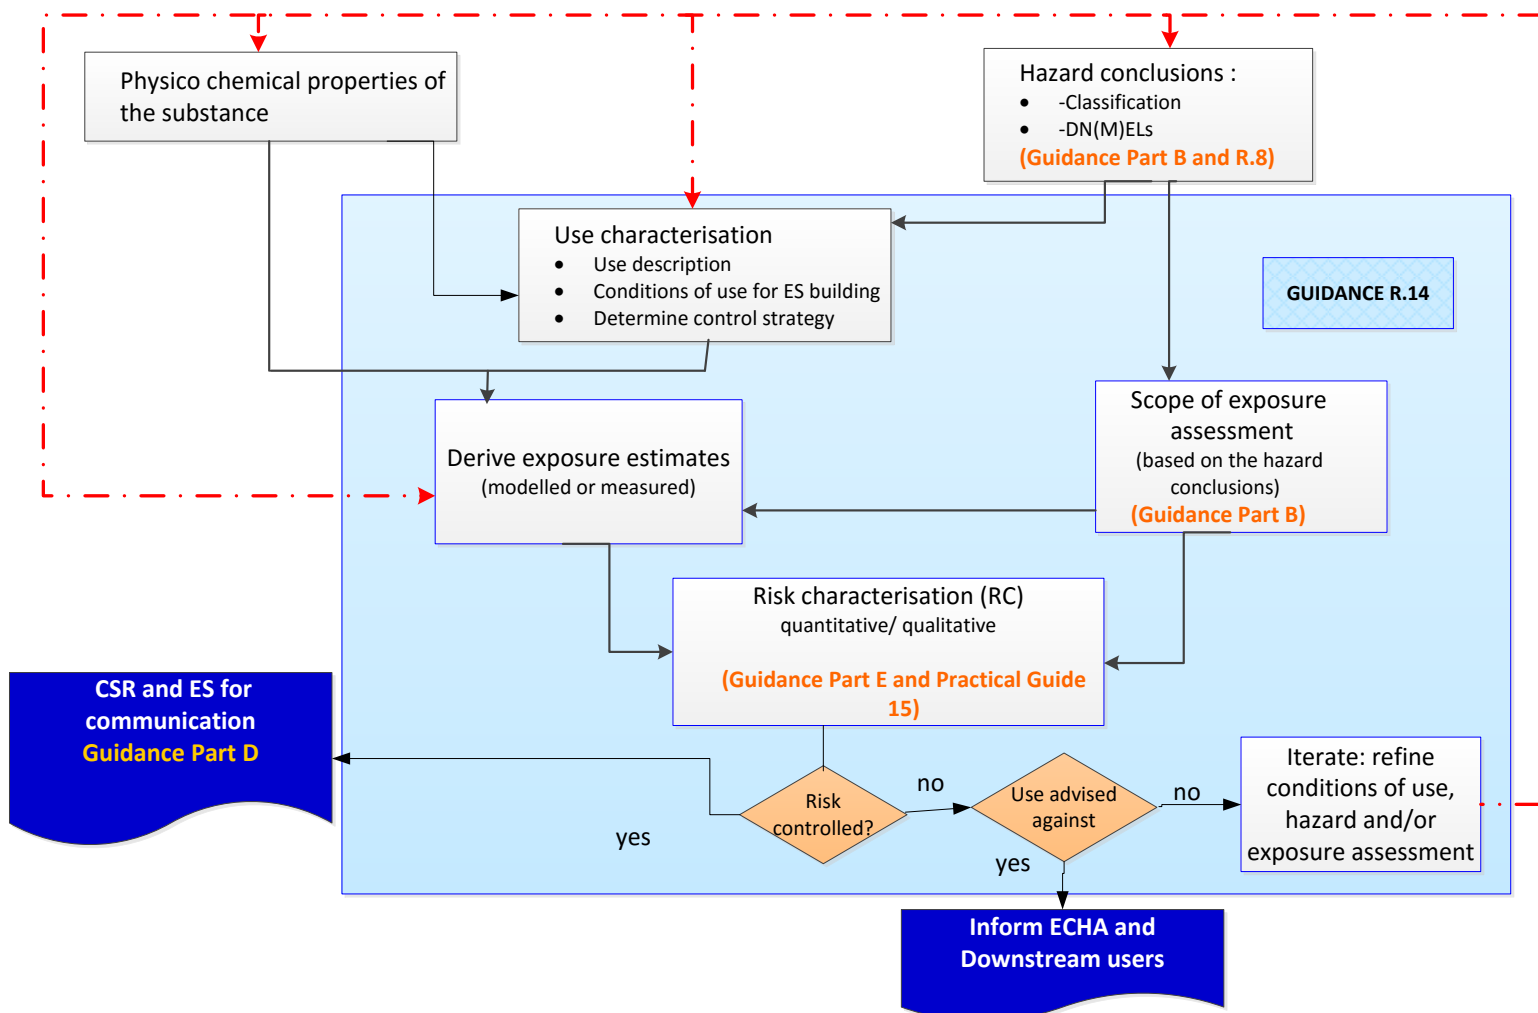 Physico chemical properties of
the substance
Hazard conclusions :
• -Classification
• -DN(M)ELs
(Guidance Part B and R.8)
Use characterisation
• Use description
• Conditions of use for ES building
• Determine control strategy
GUIDANCE R.14
Scope of exposure
assessment
(based on the hazard
conclusions)
(Guidance Part B)
Derive exposure estimates
(modelled or measured)
Risk characterisation (RC)
quantitative/ qualitative
(Guidance Part E and Practical Guide
15)
CSR and ES for
communication
Guidance Part D
yes
Risk
controlled?
no
Use advised
against
yes
no
Iterate: refine
conditions of use,
hazard and/or
exposure assessment
Inform ECHA and
Downstream users